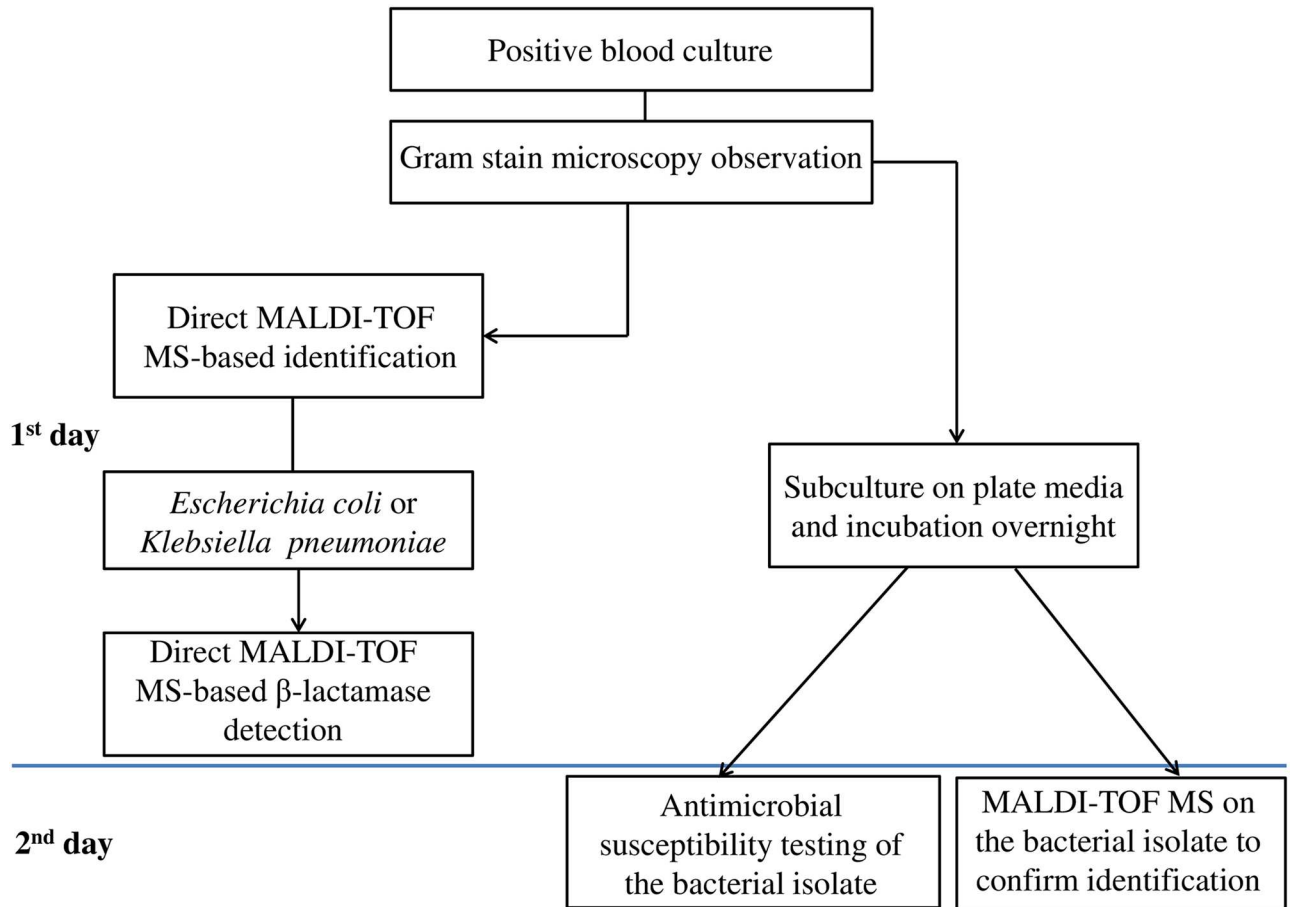 Positive blood culture
Gram stain microscopy observation
Direct MALDI-TOF
MS-based identification
1st day
Escherichia coli or
Klebsiella pneumoniae
Subculture on plate media
and incubation overnight
Direct MALDI-TOF
MS-based β-lactamase
detection
2nd day
Antimicrobial
susceptibility testing of
the bacterial isolate
MALDI-TOF MS on
the bacterial isolate to
confirm identification